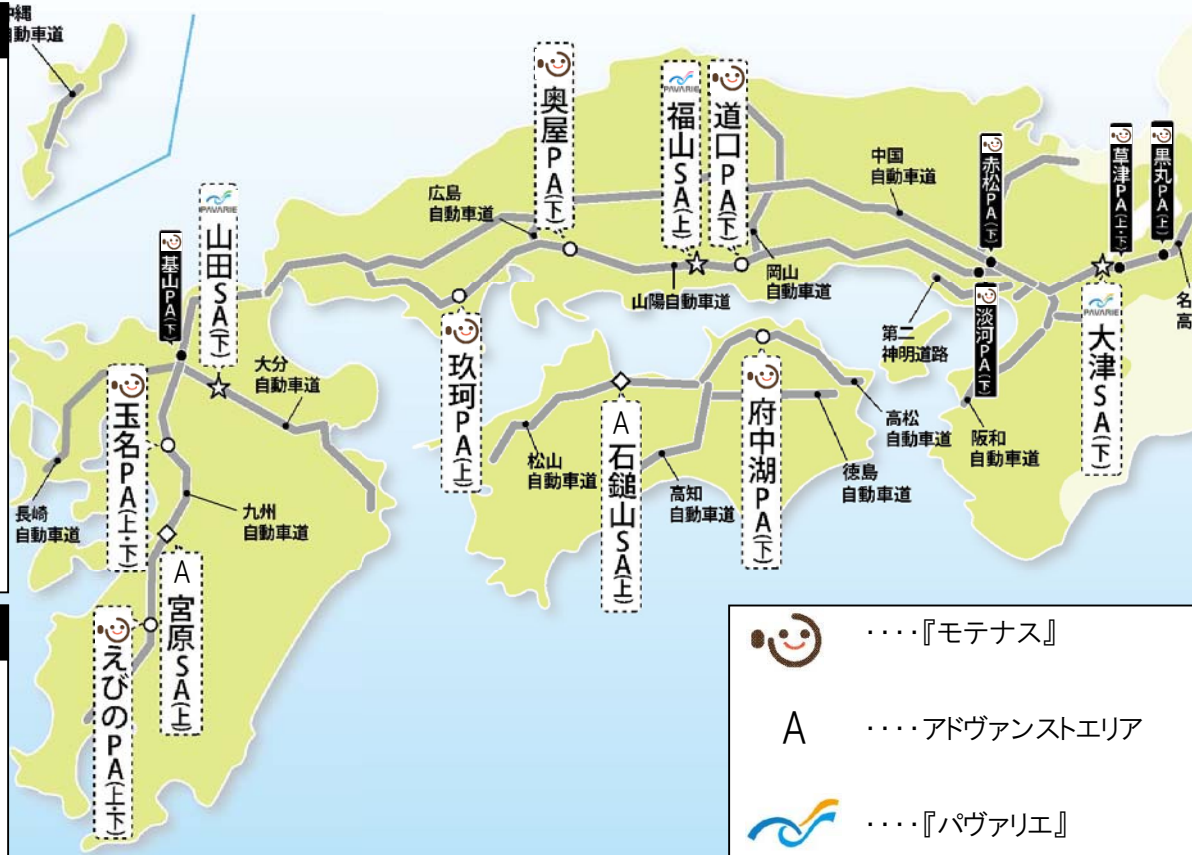 沖縄
自動車道
PAVARIE
山田SA(下)
基山PA(下)
玉名PA(上・下)
長崎
自動車道
大分
自動車道
九州
自動車道
A
宮原SA(上)
えびのPA(上・下)
広島
自動車道
奥屋PA(下)
玖珂PA(上)
PAVARIE
福山SA(上)
道口PA(下)
山陽自動車道
岡山
自動車道
中国
自動車道
赤松PA(下)
淡河PA(下)
第二
神明道路
草津PA(上・下)
黒丸PA(上)
名
高
PAVARIE
大津SA(下)
阪和
自動車道
松山
自動車道
A
石鎚山SA(上)
高知
自動車道
府中湖PA(下)
徳島
自動車道
高松
自動車道
・・・・『モテナス』
A ・・・・アドヴァンストエリア
・・・・『パヴァリエ』